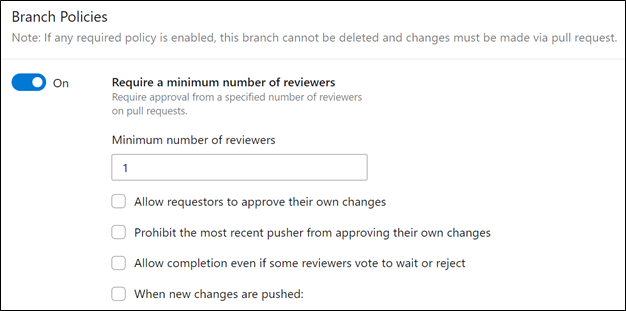 Branch Policies
Note: If any required policy is enabled, this branch cannot be deleted and changes must be made via pull request.
On
Require a minimum number of reviewers
Require approval from a specified number of reviewers
on pull requests.
Minimum number of reviewers
1
Allow requestors to approve their own changes
Prohibit the most recent pusher from approving their own changes
Allow completion even if some reviewers vote to wait or reject
When new changes are pushed: